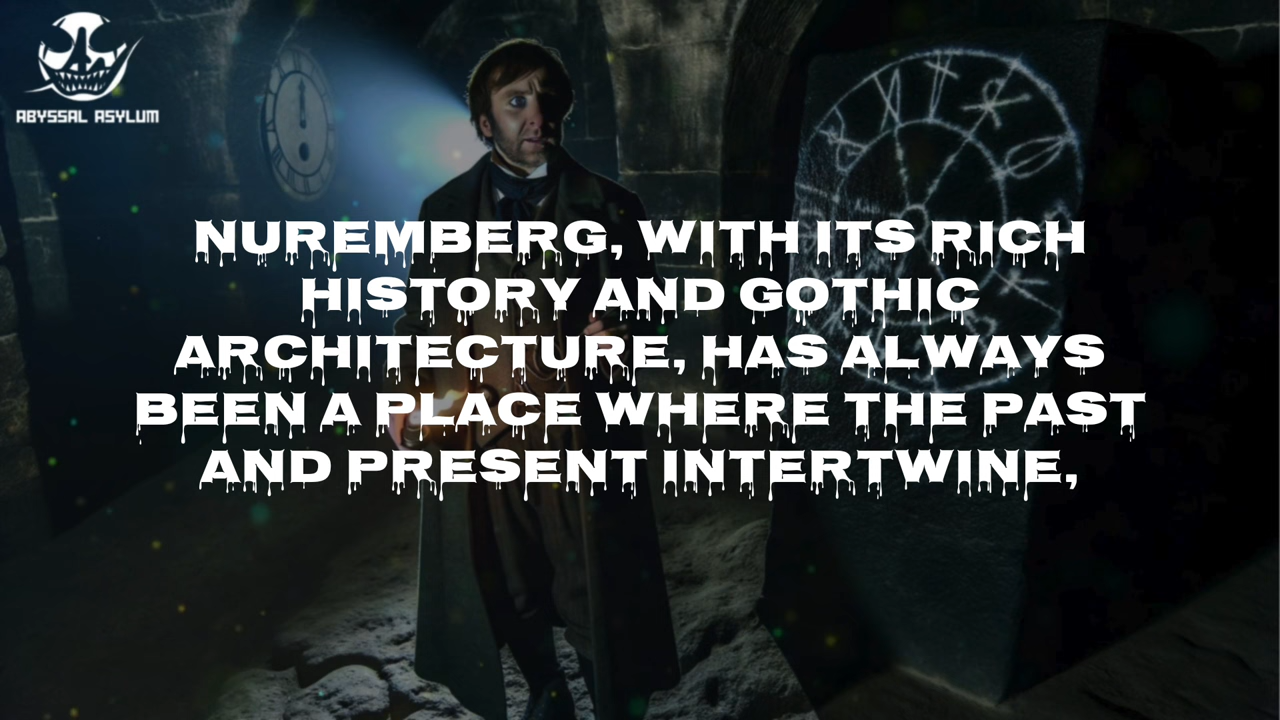 ABYSSAL ASYLUM
NUREMBERG, WITH ITS RICH
HISTORY AND GOTHIC
ARCHITECTURE, HAS ALWAYS
BEEN A PLACE WHERE THE PAST
AND PRESENT INTERTWINE,